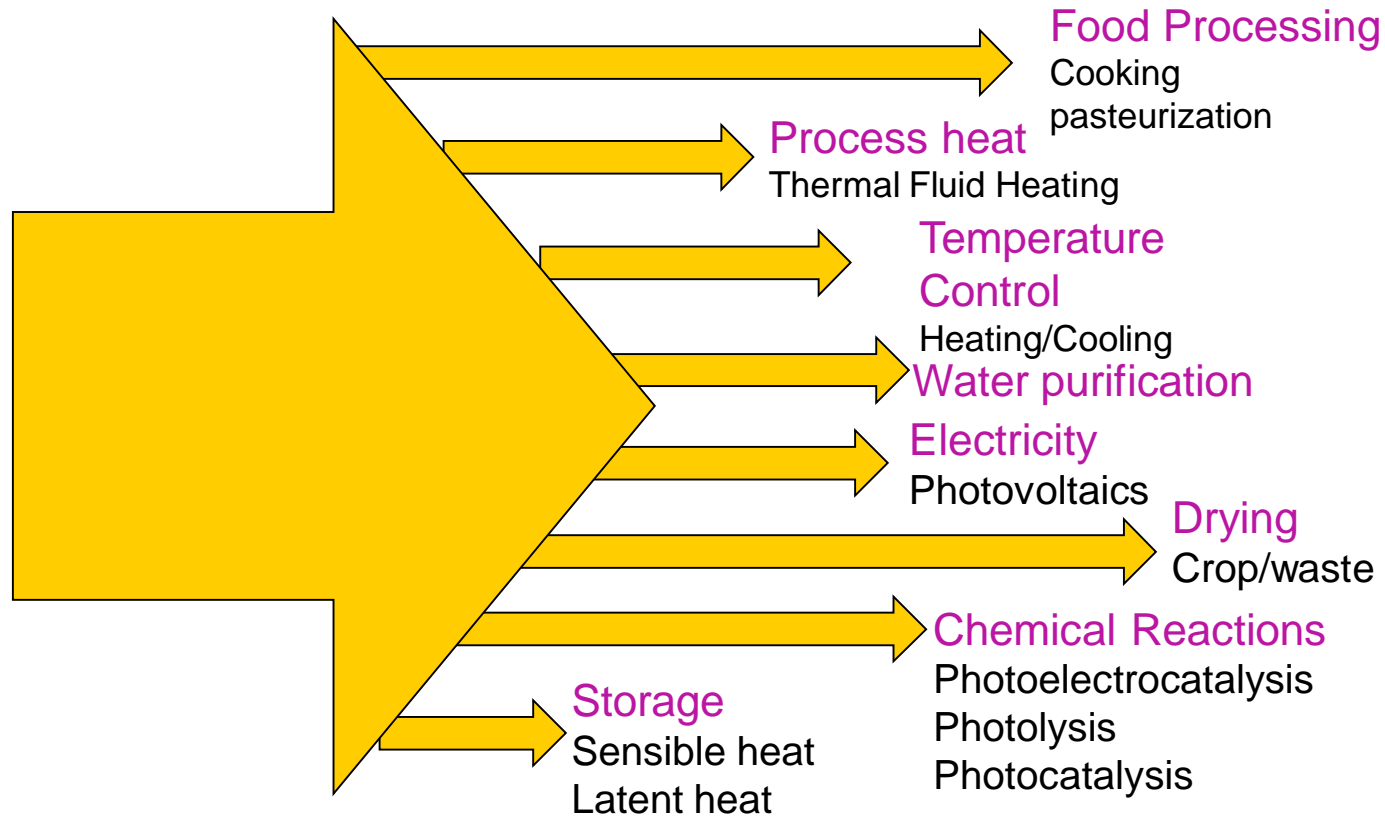 Food Processing
Cooking
pasteurization
Process heat
Thermal Fluid Heating
Temperature
Control
Heating/Cooling
Water purification
Electricity
Photovoltaics
Drying
Crop/waste
Chemical Reactions
Photoelectrocatalysis
Photolysis
Photocatalysis
Storage
Sensible heat
Latent heat